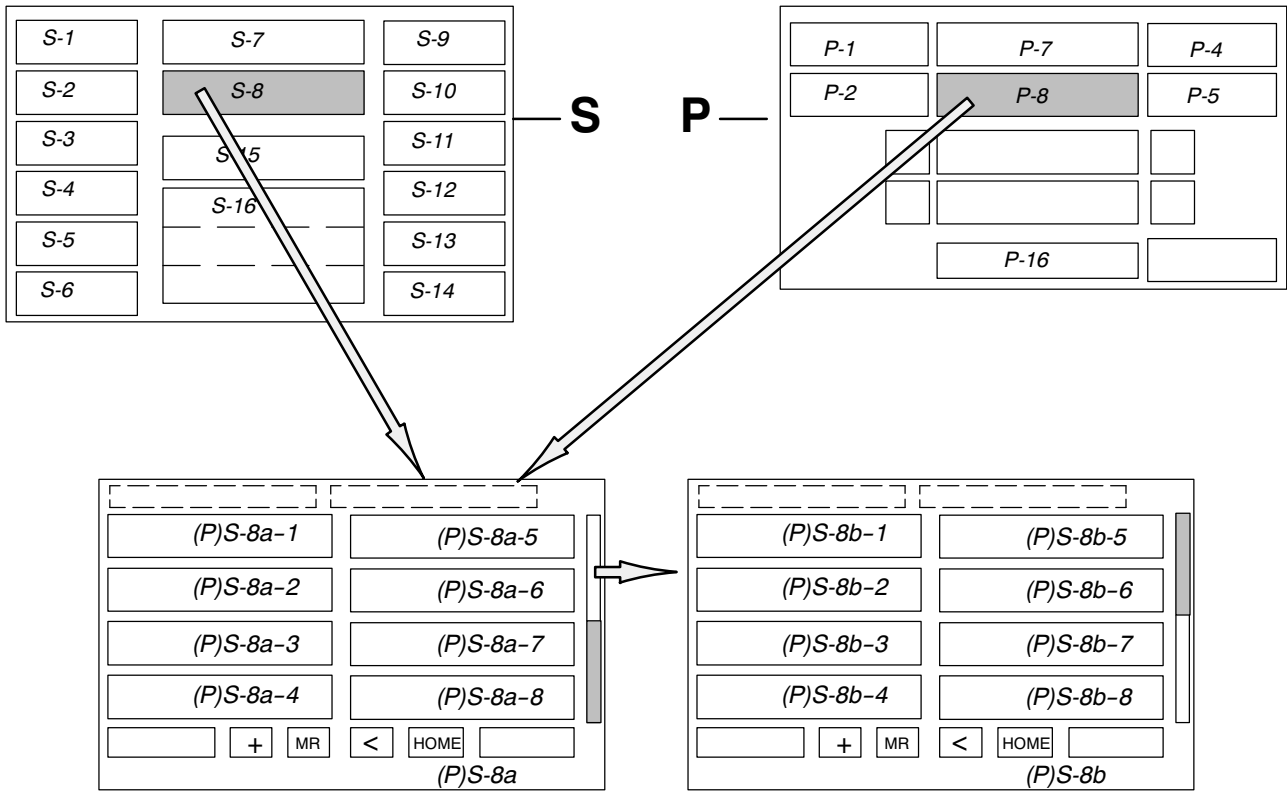 S-1 S-7 S-9
S-2 S-8 S-10
S-3 S-15 S-11
S-4 S-16 S-12
S-5 S-13
S-6 S-14
S P
P-1 P-7 P-4
P-2 P-8 P-5
P-16
(P)S-8a-1 (P)S-8a-5
(P)S-8a-2 (P)S-8a-6
(P)S-8a-3 (P)S-8a-7
(P)S-8a-4 (P)S-8a-8
+ MR < HOME
(P)S-8a
(P)S-8b-1 (P)S-8b-5
(P)S-8b-2 (P)S-8b-6
(P)S-8b-3 (P)S-8b-7
(P)S-8b-4 (P)S-8b-8
+ MR < HOME
(P)S-8b